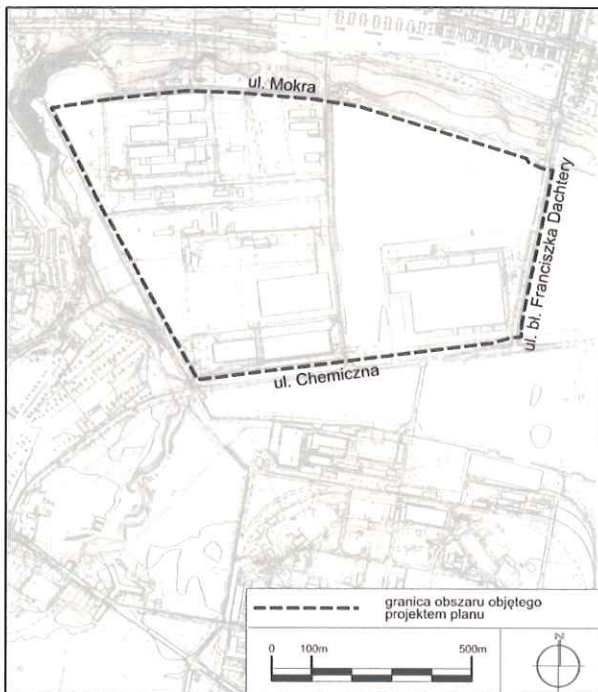 ul. Mokra
ul. bł. Franciszka Dachtery
ul. Chemiczna
granica obszaru objętego
projektem planu
0 100m 500m
N